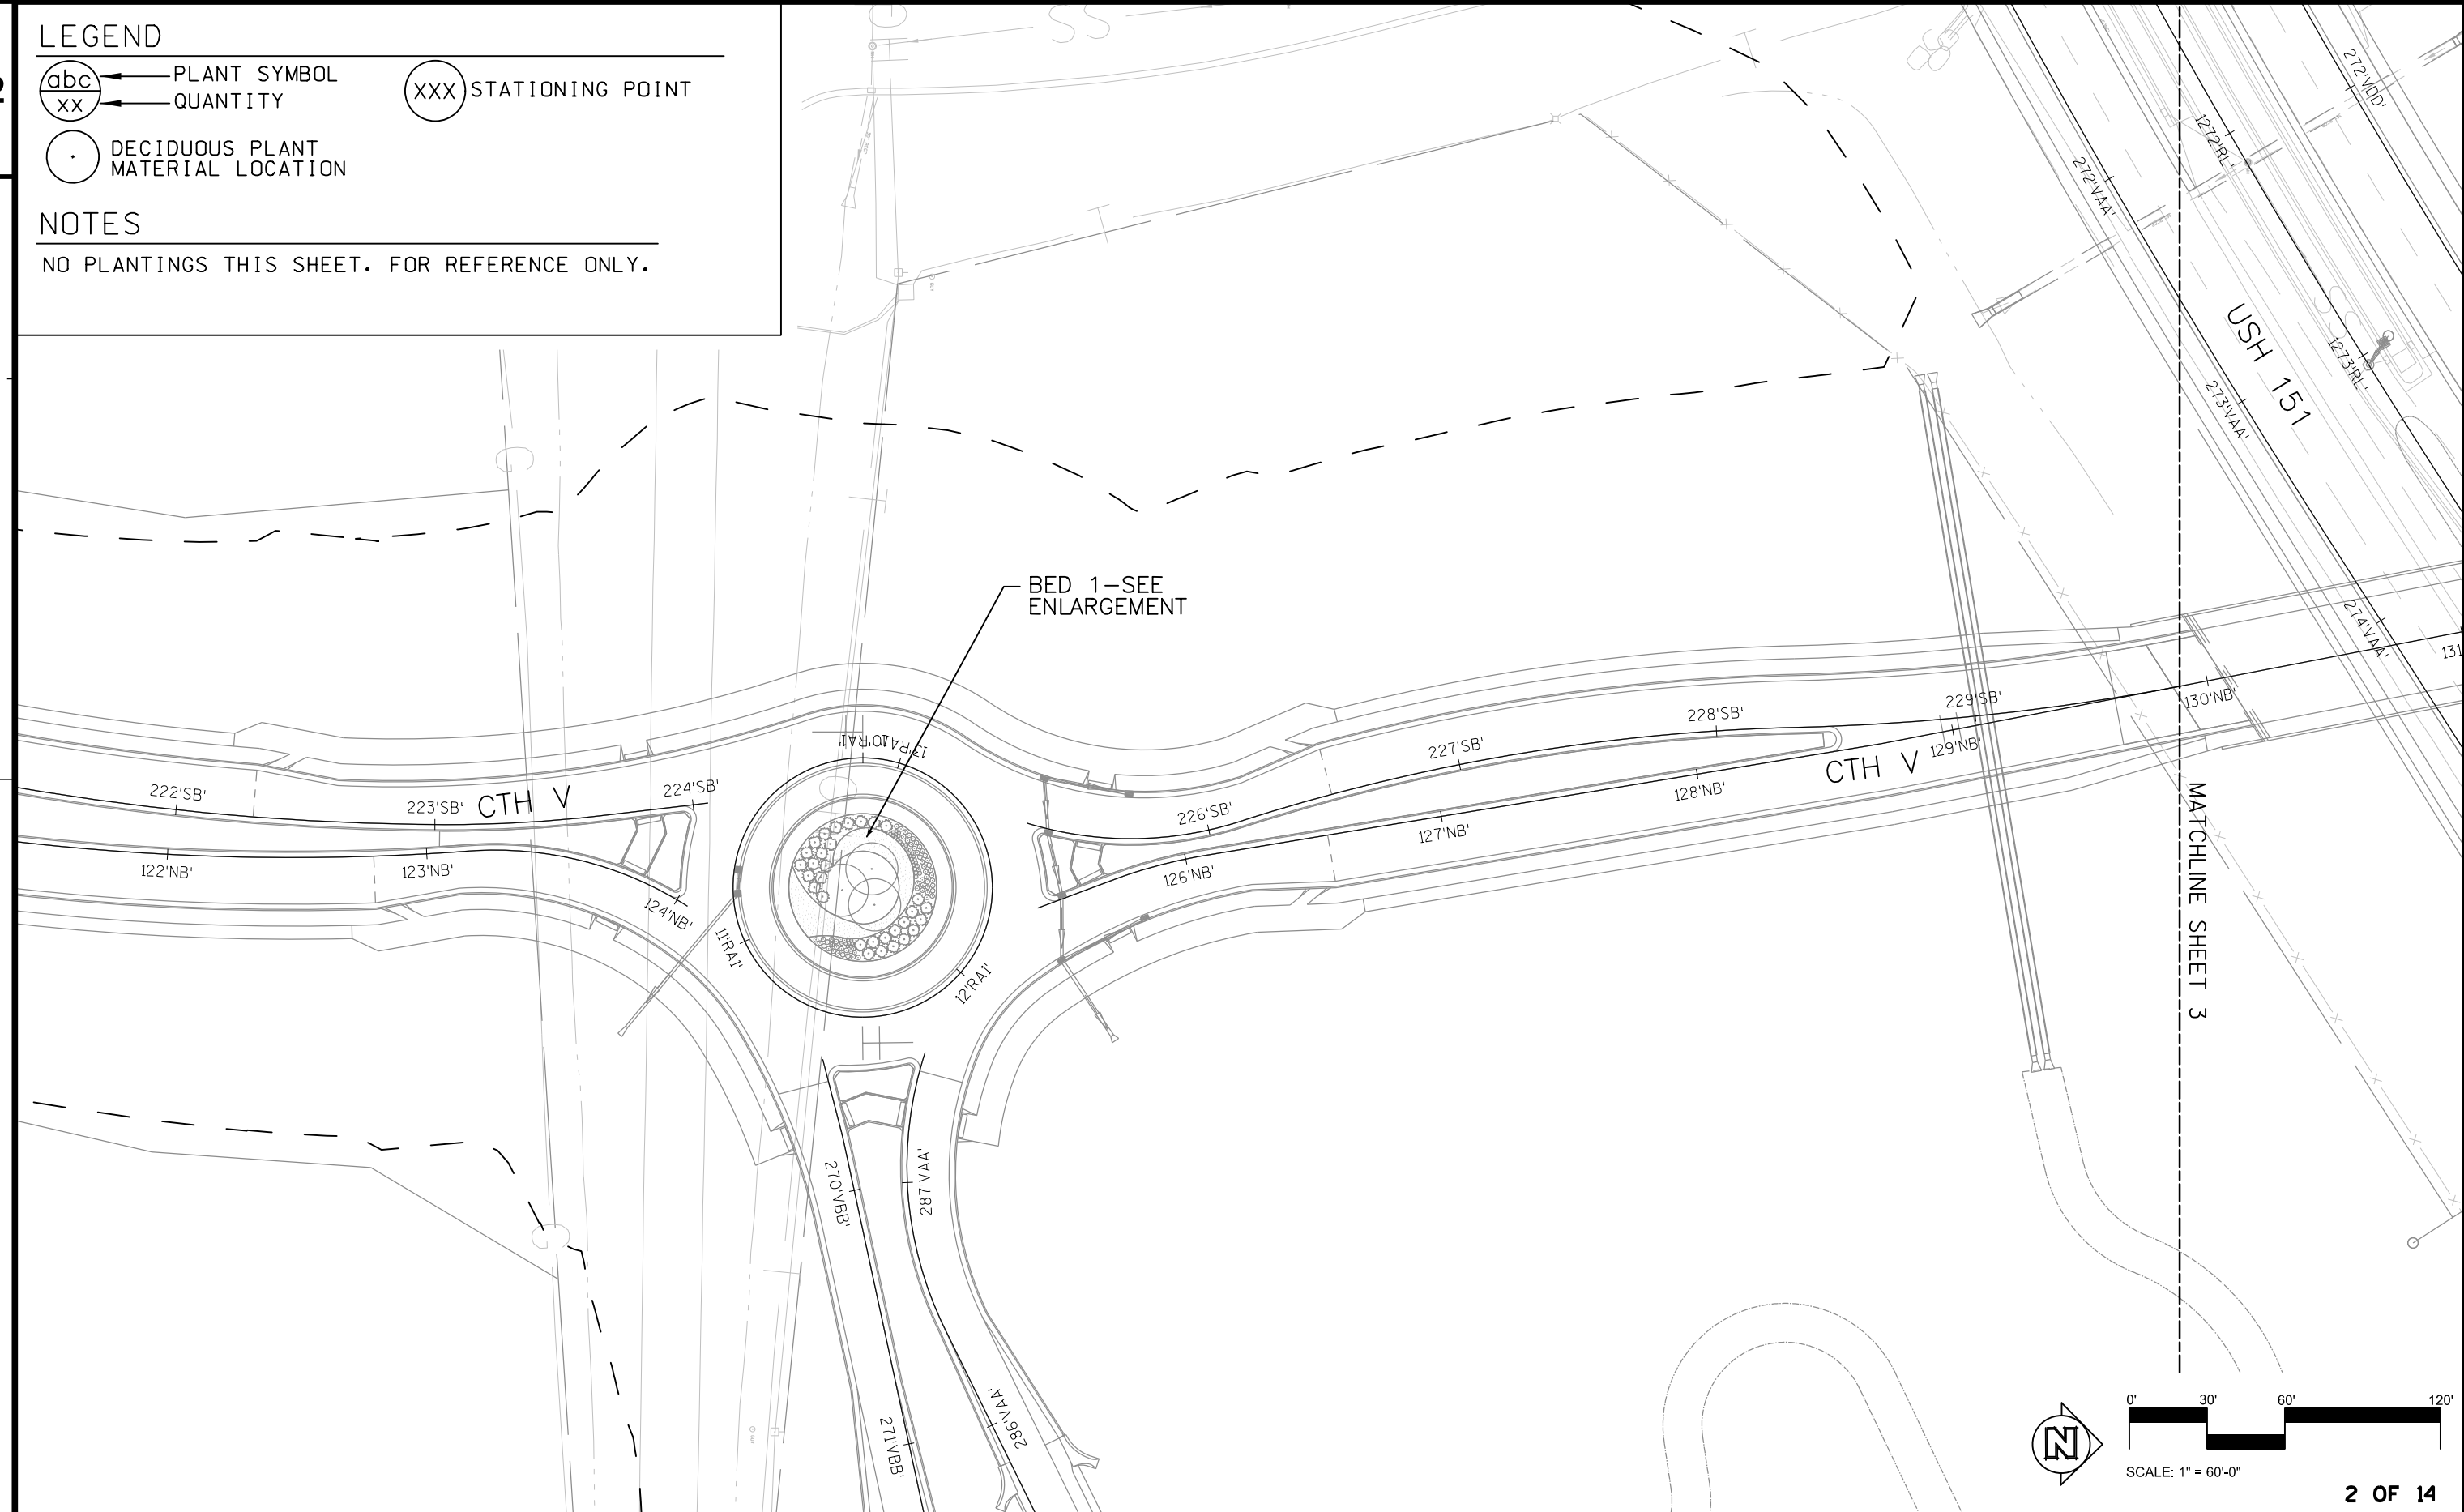 LEGEND
abc
xx
PLANT SYMBOL
QUANTITY
XXX
STATIONING POINT
DECIDUOUS PLANT
MATERIAL LOCATION
NOTES
NO PLANTINGS THIS SHEET. FOR REFERENCE ONLY.
SS
272'VDD'
1272'RL'
272'VAA'
USH 151
1273'RL'
273'VAA'
274'VAA'
BED 1-SEE
ENLARGEMENT
131
130'NB'
229'SB'
228'SB'
129'NB'
CTH V
227'SB'
128'NB'
13'RA1'
10'RA1'
222'SB'
223'SB'
CTH V
224'SB'
226'SB'
127'NB'
122'NB'
123'NB'
126'NB'
124'NB'
11'RA1'
12'RA1'
MATCHLINE SHEET 3
270'VBB'
287'VAA'
271'VBB'
286'VAA'
0'
30'
60'
120'
N
SCALE: 1" = 60'-0"
2 OF 14